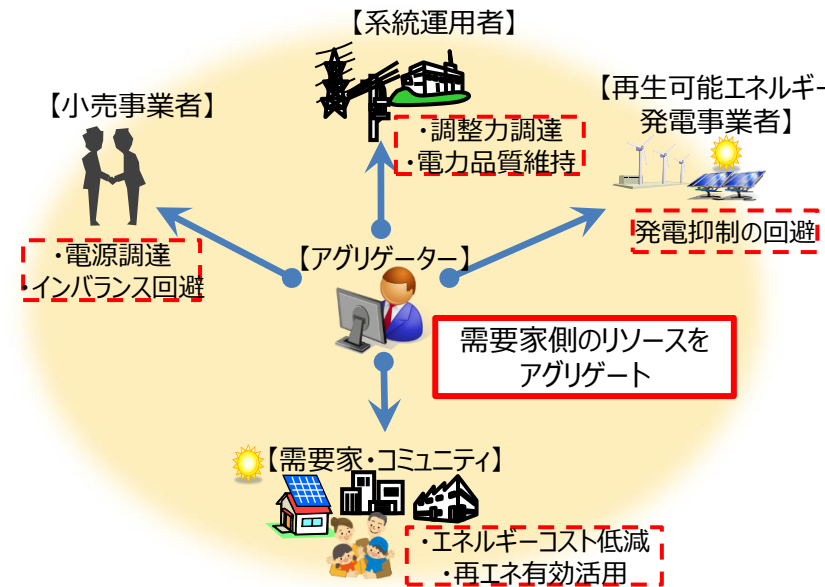 【系統運用者】
・調整力調達
・電力品質維持
【小売事業者】
・電源調達
・インバランス回避
【再生可能エネルギー
発電事業者】
発電抑制の回避
【アグリゲーター】
需要家側のリソースを
アグリゲート
【需要家・コミュニティ】
・エネルギーコスト低減
・再エネ有効活用